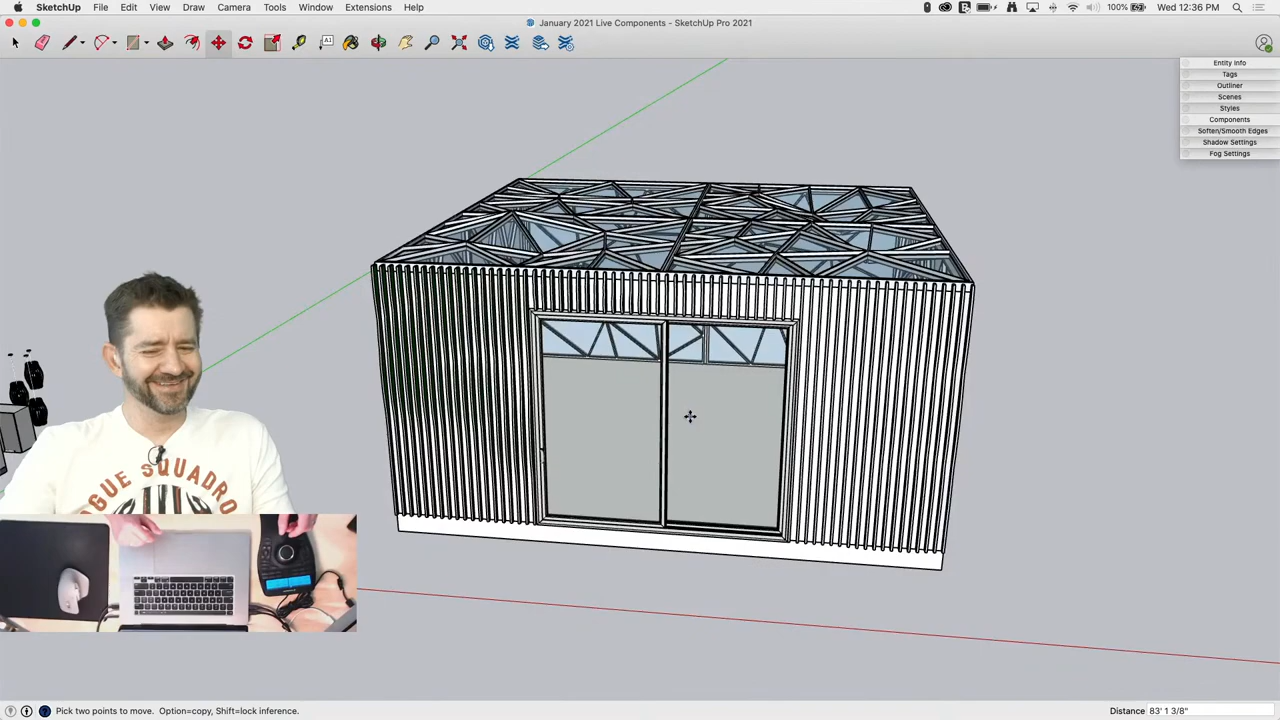 SketchUp File Edit View Draw Camera Tools Window Extensions Help 100% Wed 12:36 PM
January 2021 Live Components - SketchUp Pro 2021
A1
Entity Info
Tags
Outliner
Scenes
Styles
Components
Soften/Smooth Edges
Shadow Settings
Fog Settings
OGUE SQUADRO
Pick two points to move. Option=copy, Shift=lock inference. Distance 83' 1 3/8"